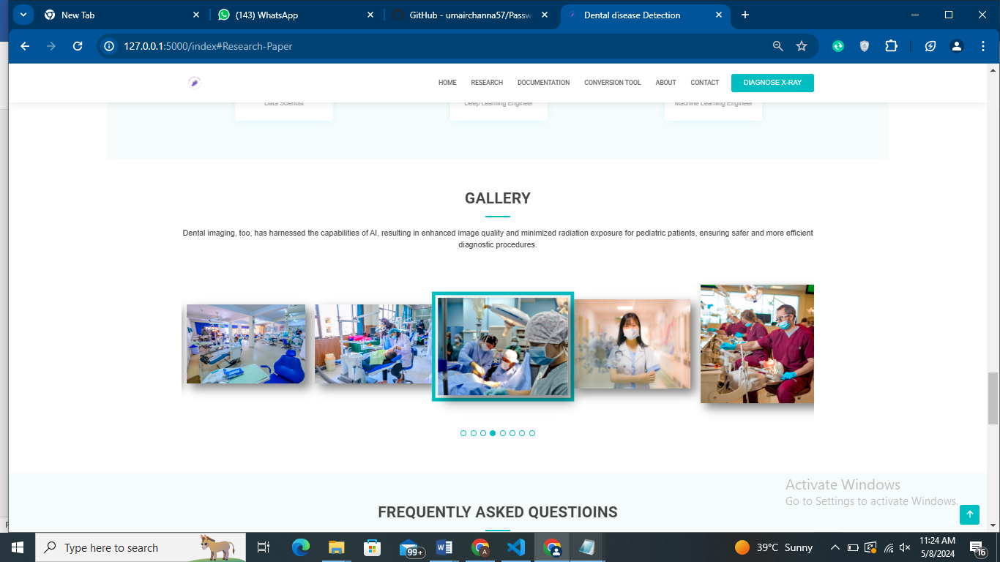 New Tab
(143) WhatsApp
GitHub - umairchanna57/Passw
Dental disease Detection
127.0.0.1:5000/index#Research-Paper
HOME RESEARCH DOCUMENTATION CONVERSION TOOL ABOUT CONTACT DIAGNOSE X-RAY
Data Scientist Deep Learning Engineer Machine Learning Engineer
GALLERY
Dental imaging, too, has harnessed the capabilities of AI, resulting in enhanced image quality and minimized radiation exposure for pediatric patients, ensuring safer and more efficient
diagnostic procedures.
Activate Windows
Go to Settings to activate Windows.
FREQUENTLY ASKED QUESTIOINS
Type here to search
99+
39°C Sunny
11:24 AM
5/8/2024
16